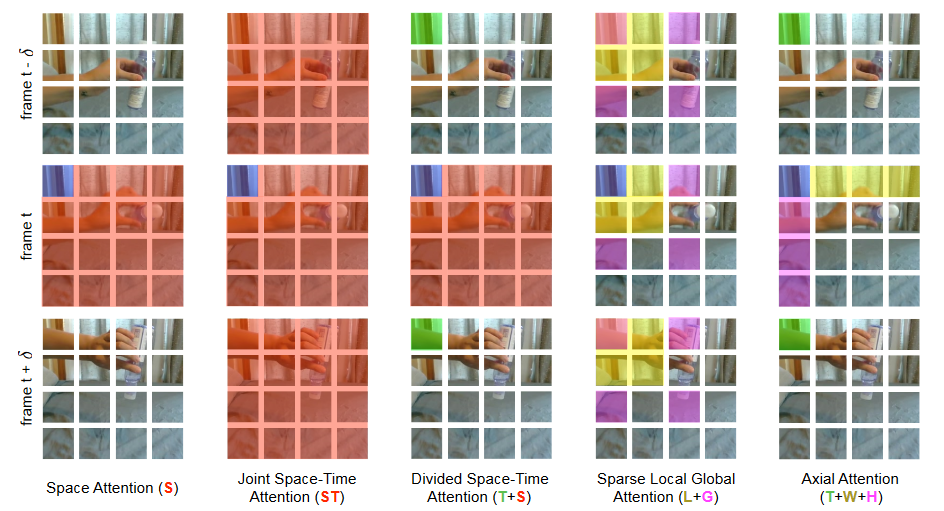 frame t - δ
frame t
frame t + δ
Space Attention (S)
Joint Space-Time
Attention (ST)
Divided Space-Time
Attention (T+S)
Sparse Local Global
Attention (L+G)
Axial Attention
(T+W+H)